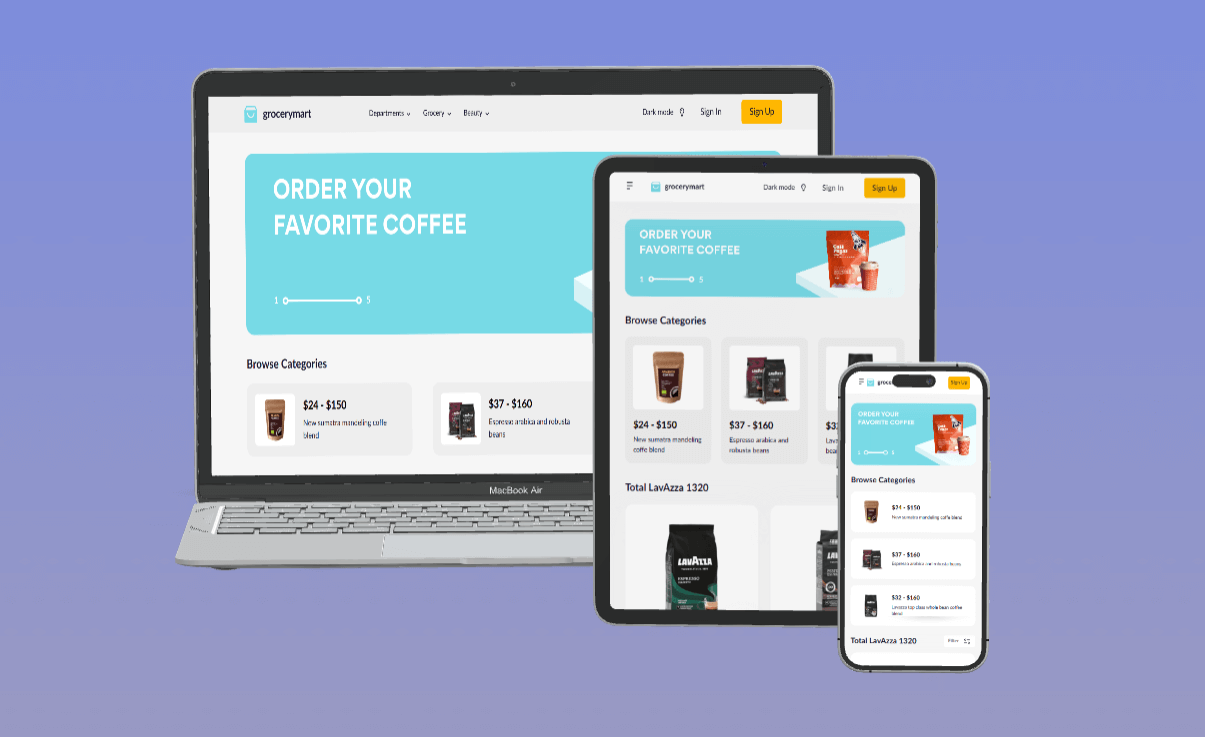 grocerymart
Departments
Grocery
Beauty
Dark mode
Sign In
Sign Up
ORDER YOUR
FAVORITE COFFEE
1
5
Browse Categories
$24 - $150
New sumatra mandeling coffe
blend
$37 - $160
Espresso arabica and robusta
beans
MacBook Air
grocerymart
Dark mode
Sign In
Sign Up
ORDER YOUR
FAVORITE COFFEE
1
5
Browse Categories
$24 - $150
New sumatra mandeling
coffe blend
$37 - $160
Espresso arabica and
robusta beans
Total LavAzza 1320
LAVAZZA
ESPRESSO
Sign Up
ORDER YOUR
FAVORITE COFFEE
1
5
Browse Categories
$24 - $150
New sumatra mandeling coffe blend
$37 - $160
Espresso arabica and robusta beans
$32 - $160
Lavazza top class whole bean coffee
blend
Total LavAzza 1320
Filter